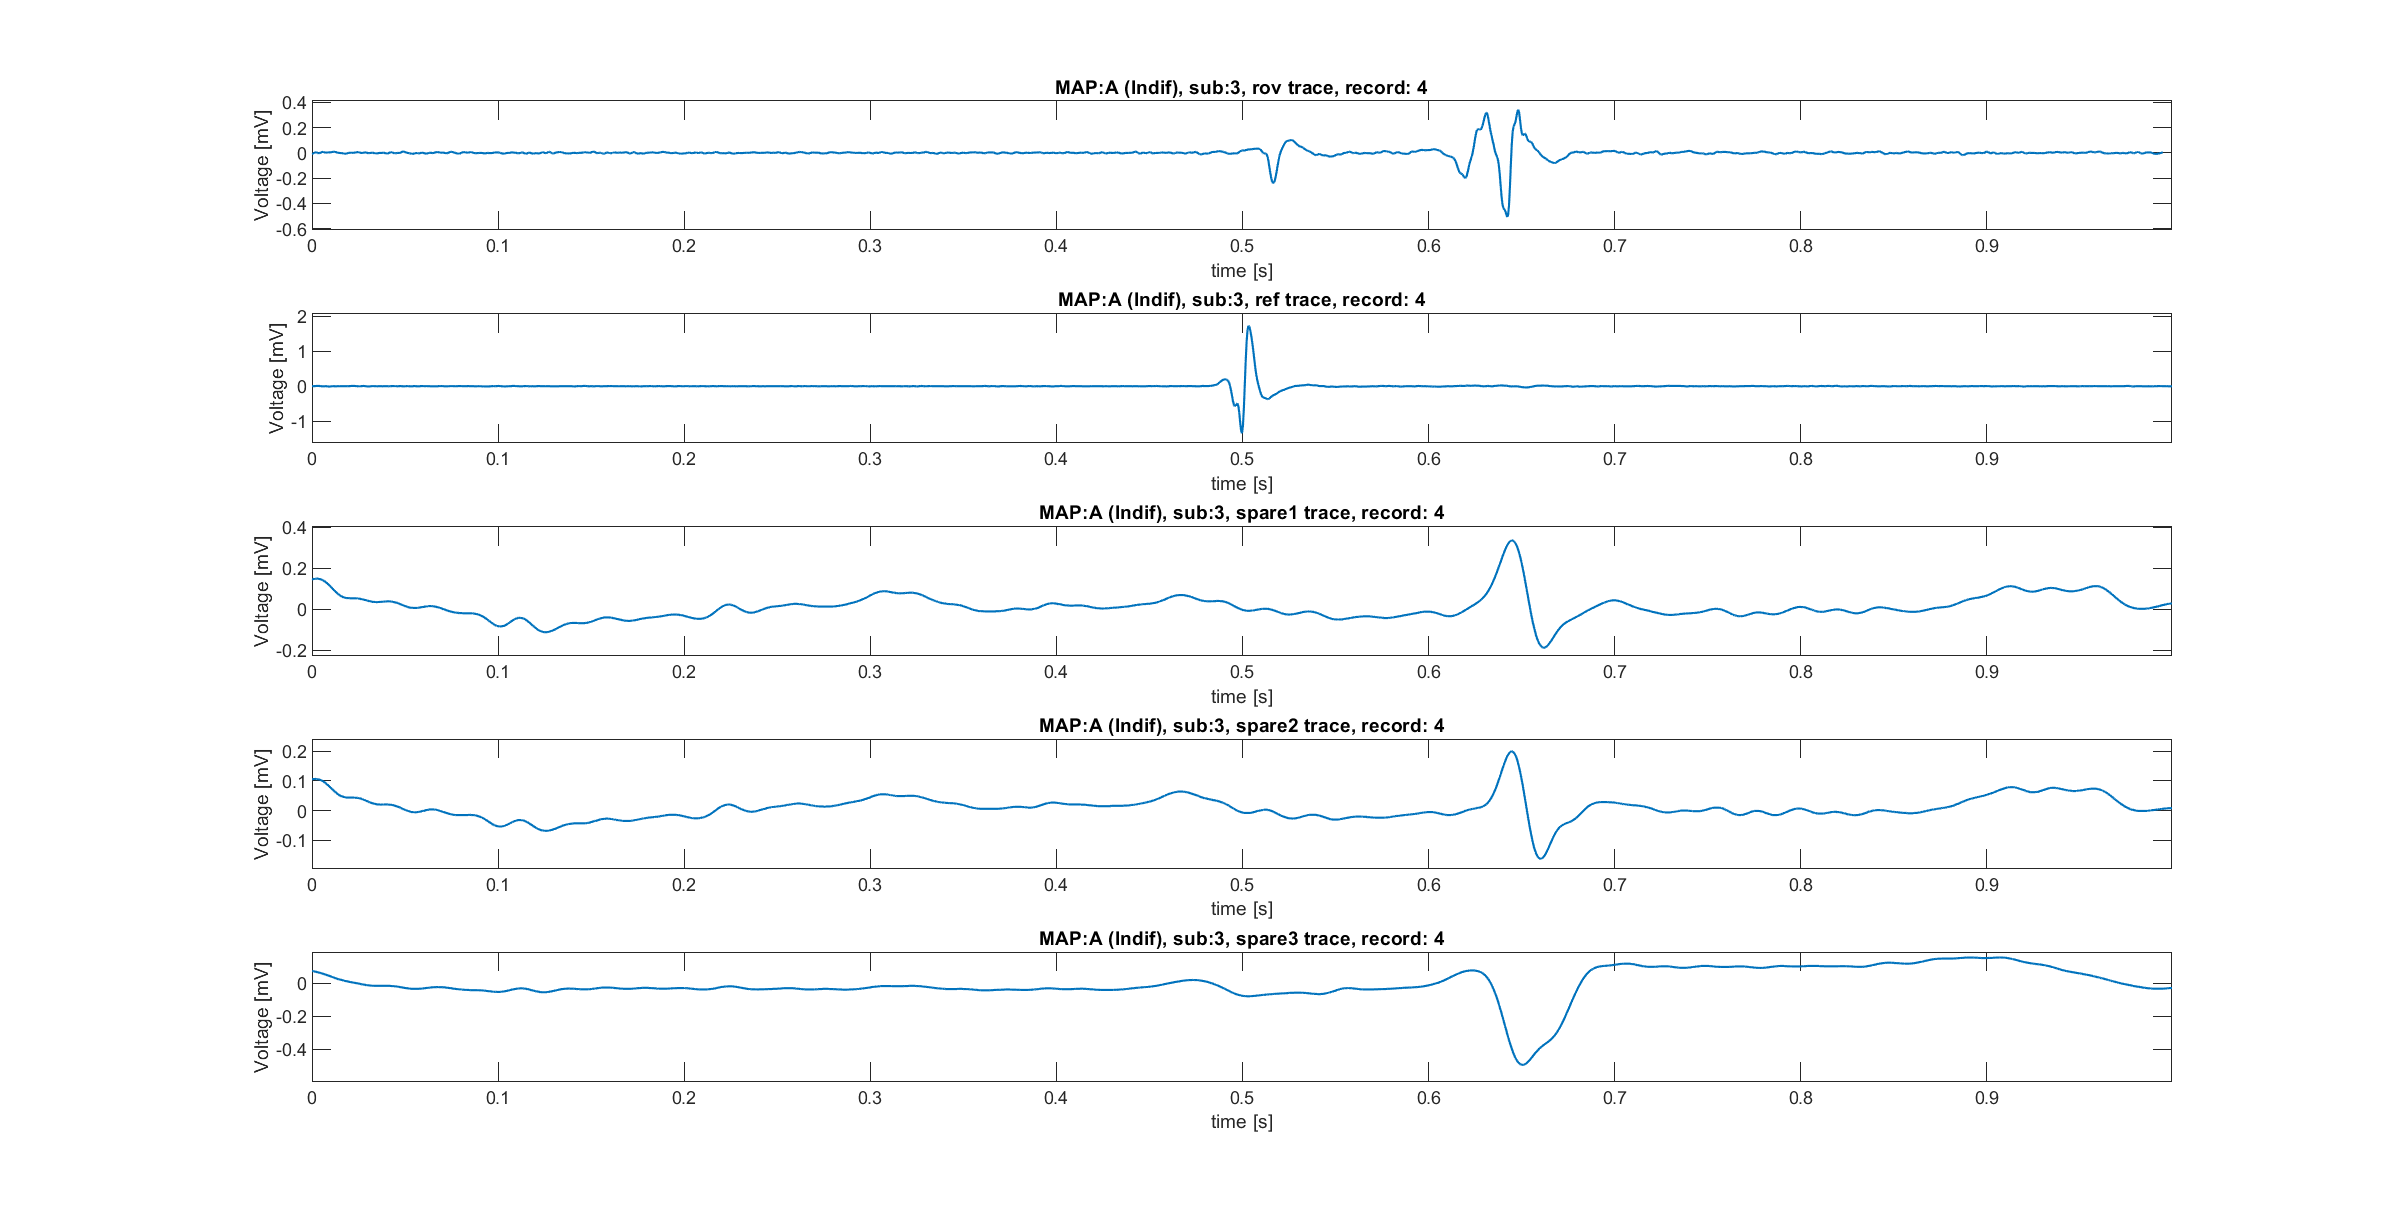 MAP:A (Indif), sub:3, rov trace, record: 4
Voltage [mV]
0.4
0.2
0
-0.2
-0.4
-0.6
0 0.1 0.2 0.3 0.4 0.5 0.6 0.7 0.8 0.9
time [s]
MAP:A (Indif), sub:3, ref trace, record: 4
Voltage [mV]
2
1
0
-1
0 0.1 0.2 0.3 0.4 0.5 0.6 0.7 0.8 0.9
time [s]
MAP:A (Indif), sub:3, spare1 trace, record: 4
Voltage [mV]
0.4
0.2
0
-0.2
0 0.1 0.2 0.3 0.4 0.5 0.6 0.7 0.8 0.9
time [s]
MAP:A (Indif), sub:3, spare2 trace, record: 4
Voltage [mV]
0.2
0.1
0
-0.1
0 0.1 0.2 0.3 0.4 0.5 0.6 0.7 0.8 0.9
time [s]
MAP:A (Indif), sub:3, spare3 trace, record: 4
Voltage [mV]
0
-0.2
-0.4
0 0.1 0.2 0.3 0.4 0.5 0.6 0.7 0.8 0.9
time [s]